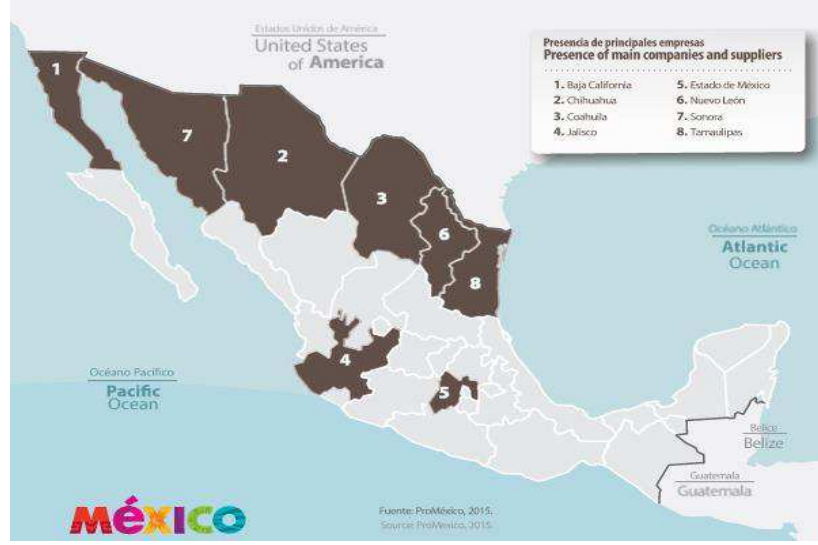 Estados Unidos de América
United States
of America
Presencia de principales empresas
Presence of main companies and suppliers
1. Baja California
2. Chihuahua
3. Coahuila
4. Jalisco
5. Estado de México
6. Nuevo León
7. Sonora
8. Tamaulipas
1
7
2
3
6
8
4
5
Océano Atlántico
Atlantic
Ocean
Océano Pacífico
Pacific
Ocean
Belice
Belize
Guatemala
Guatemala
méxico
Fuente: ProMéxico, 2015.
Source: ProMexico, 2015.